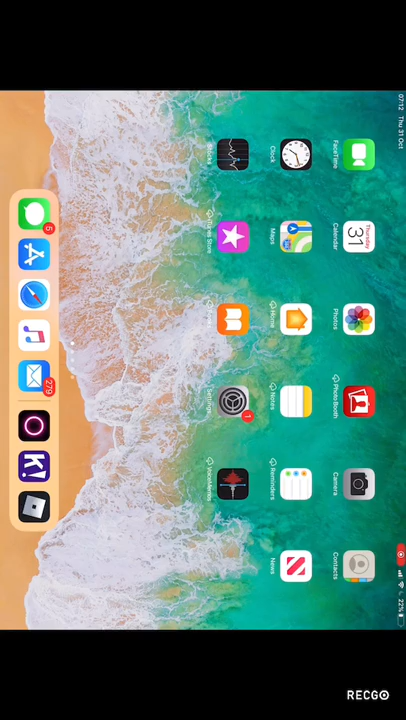 07:12 Thu 31 Oct
22%
FaceTime
Thursday
31
Calendar
Photos
Photo Booth
Camera
Contacts
Clock
Maps
Home
Notes
Reminders
News
Stocks
iTunes Store
Settings
1
Voice Memos
5
279
K!
RECGO